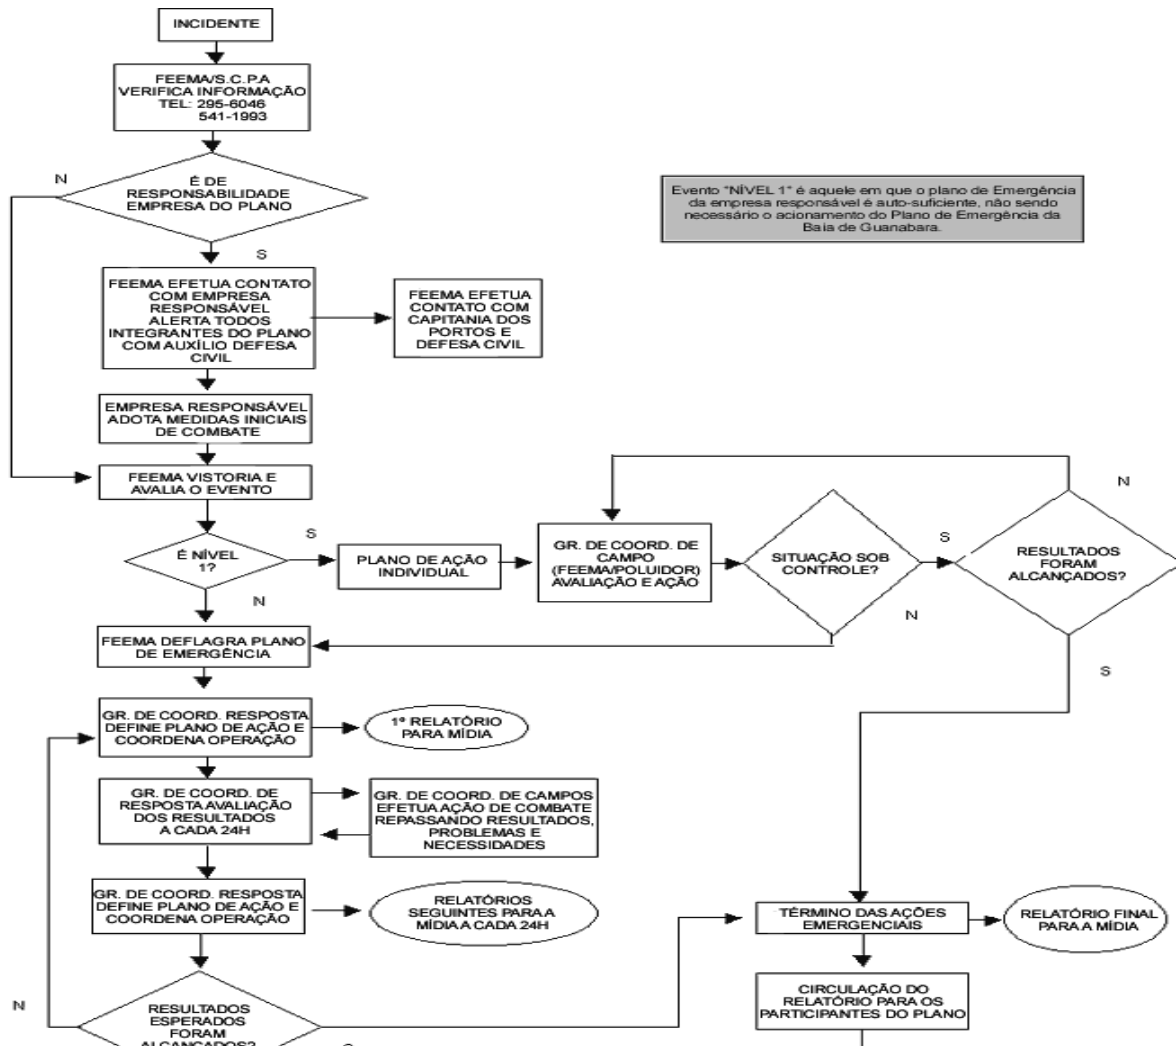 INCIDENTE
FEEMA/S.C.P.A
VERIFICA INFORMAÇÃO
TEL: 295-6046
541-1993
N
É DE
RESPONSABILIDADE
EMPRESA DO PLANO
S
Evento "NÍVEL 1" é aquele em que o plano de Emergência
da empresa responsável é auto-suficiente, não sendo
necessário o acionamento do Plano de Emergência da
Baía de Guanabara.
FEEMA EFETUA CONTATO
COM EMPRESA
RESPONSÁVEL
ALERTA TODOS
INTEGRANTES DO PLANO
COM AUXÍLIO DEFESA
CIVIL
FEEMA EFETUA
CONTATO COM
CAPITANIA DOS
PORTOS E
DEFESA CIVIL
EMPRESA RESPONSÁVEL
ADOTA MEDIDAS INICIAIS
DE COMBATE
FEEMA VISTORIA E
AVALIA O EVENTO
É NÍVEL
1?
S
N
PLANO DE AÇÃO
INDIVIDUAL
GR. DE COORD. DE
CAMPO
(FEEMA/POLUIDOR)
AVALIAÇÃO E AÇÃO
SITUAÇÃO SOB
CONTROLE?
S
N
RESULTADOS
FORAM
ALCANÇADOS?
N
S
FEEMA DEFLAGRA PLANO
DE EMERGÊNCIA
GR. DE COORD. RESPOSTA
DEFINE PLANO DE AÇÃO E
COORDENA OPERAÇÃO
1º RELATÓRIO
PARA MÍDIA
GR. DE COORD. DE
RESPOSTA AVALIAÇÃO
DOS RESULTADOS
A CADA 24H
GR. DE COORD. DE CAMPOS
EFETUA AÇÃO DE COMBATE
REPASSANDO RESULTADOS,
PROBLEMAS E
NECESSIDADES
GR. DE COORD. RESPOSTA
DEFINE PLANO DE AÇÃO E
COORDENA OPERAÇÃO
RELATÓRIOS
SEGUINTES PARA A
MÍDIA A CADA 24H
TÉRMINO DAS AÇÕES
EMERGENCIAIS
RELATÓRIO FINAL
PARA A MÍDIA
CIRCULAÇÃO DO
RELATÓRIO PARA OS
PARTICIPANTES DO PLANO
N
RESULTADOS
ESPERADOS
FORAM
ALCANÇADOS?